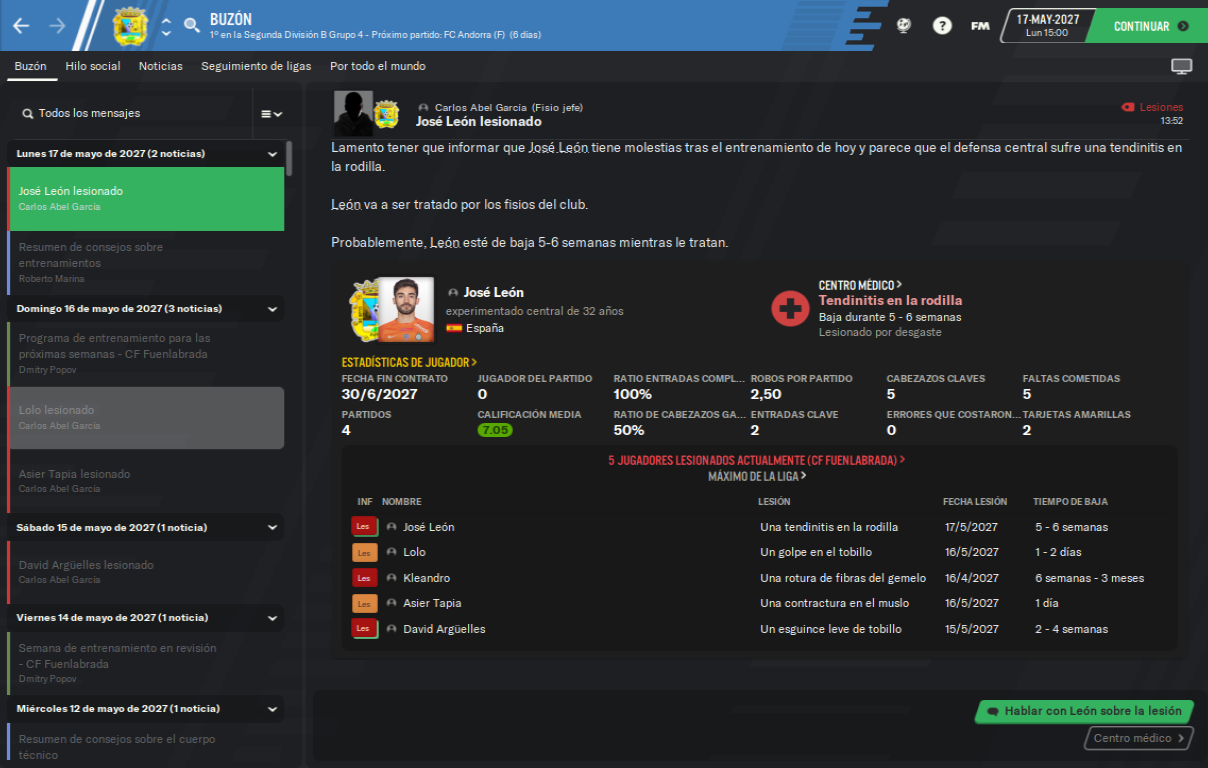 BUZÓN
1º en la Segunda División B Grupo 4 - Próximo partido: FC Andorra (F) (6 días)
?
FM
17-MAY-2027
Lun 15:00
CONTINUAR
Buzón Hilo social Noticias Seguimiento de ligas Por todo el mundo
Todos los mensajes
Lunes 17 de mayo de 2027 (2 noticias)
José León lesionado
Carlos Abel García
Resumen de consejos sobre
entrenamientos
Roberto Marina
Domingo 16 de mayo de 2027 (3 noticias)
Programa de entrenamiento para las
próximas semanas - CF Fuenlabrada
Dmitry Popov
Lolo lesionado
Carlos Abel García
Asier Tapia lesionado
Carlos Abel García
Sábado 15 de mayo de 2027 (1 noticia)
David Argüelles lesionado
Carlos Abel García
Viernes 14 de mayo de 2027 (1 noticia)
Semana de entrenamiento en revisión
- CF Fuenlabrada
Dmitry Popov
Miércoles 12 de mayo de 2027 (1 noticia)
Resumen de consejos sobre el cuerpo
técnico
Carlos Abel García (Fisio jefe)
José León lesionado
Lesiones
13:52
Lamento tener que informar que José León tiene molestias tras el entrenamiento de hoy y parece que el defensa central sufre una tendinitis en
la rodilla.
León va a ser tratado por los fisios del club.
Probablemente, León esté de baja 5-6 semanas mientras le tratan.
José León
experimentado central de 32 años
España
CENTRO MÉDICO
Tendinitis en la rodilla
Baja durante 5 - 6 semanas
Lesionado por desgaste
ESTADÍSTICAS DE JUGADOR
FECHA FIN CONTRATO JUGADOR DEL PARTIDO RATIO ENTRADAS COMPL... ROBOS POR PARTIDO CABEZAZOS CLAVES FALTAS COMETIDAS
30/6/2027 0 100% 2,50 5 5
PARTIDOS CALIFICACIÓN MEDIA RATIO DE CABEZAZOS GA... ENTRADAS CLAVE ERRORES QUE COSTARON... TARJETAS AMARILLAS
4 7.05 50% 2 0 2
5 JUGADORES LESIONADOS ACTUALMENTE (CF FUENLABRADA)
MÁXIMO DE LA LIGA
INF NOMBRE LESIÓN FECHA LESIÓN TIEMPO DE BAJA
Les José León Una tendinitis en la rodilla 17/5/2027 5 - 6 semanas
Les Lolo Un golpe en el tobillo 16/5/2027 1 - 2 días
Les Kleandro Una rotura de fibras del gemelo 16/4/2027 6 semanas - 3 meses
Les Asier Tapia Una contractura en el muslo 16/5/2027 1 día
Les David Argüelles Un esguince leve de tobillo 15/5/2027 2 - 4 semanas
Hablar con León sobre la lesión
Centro médico